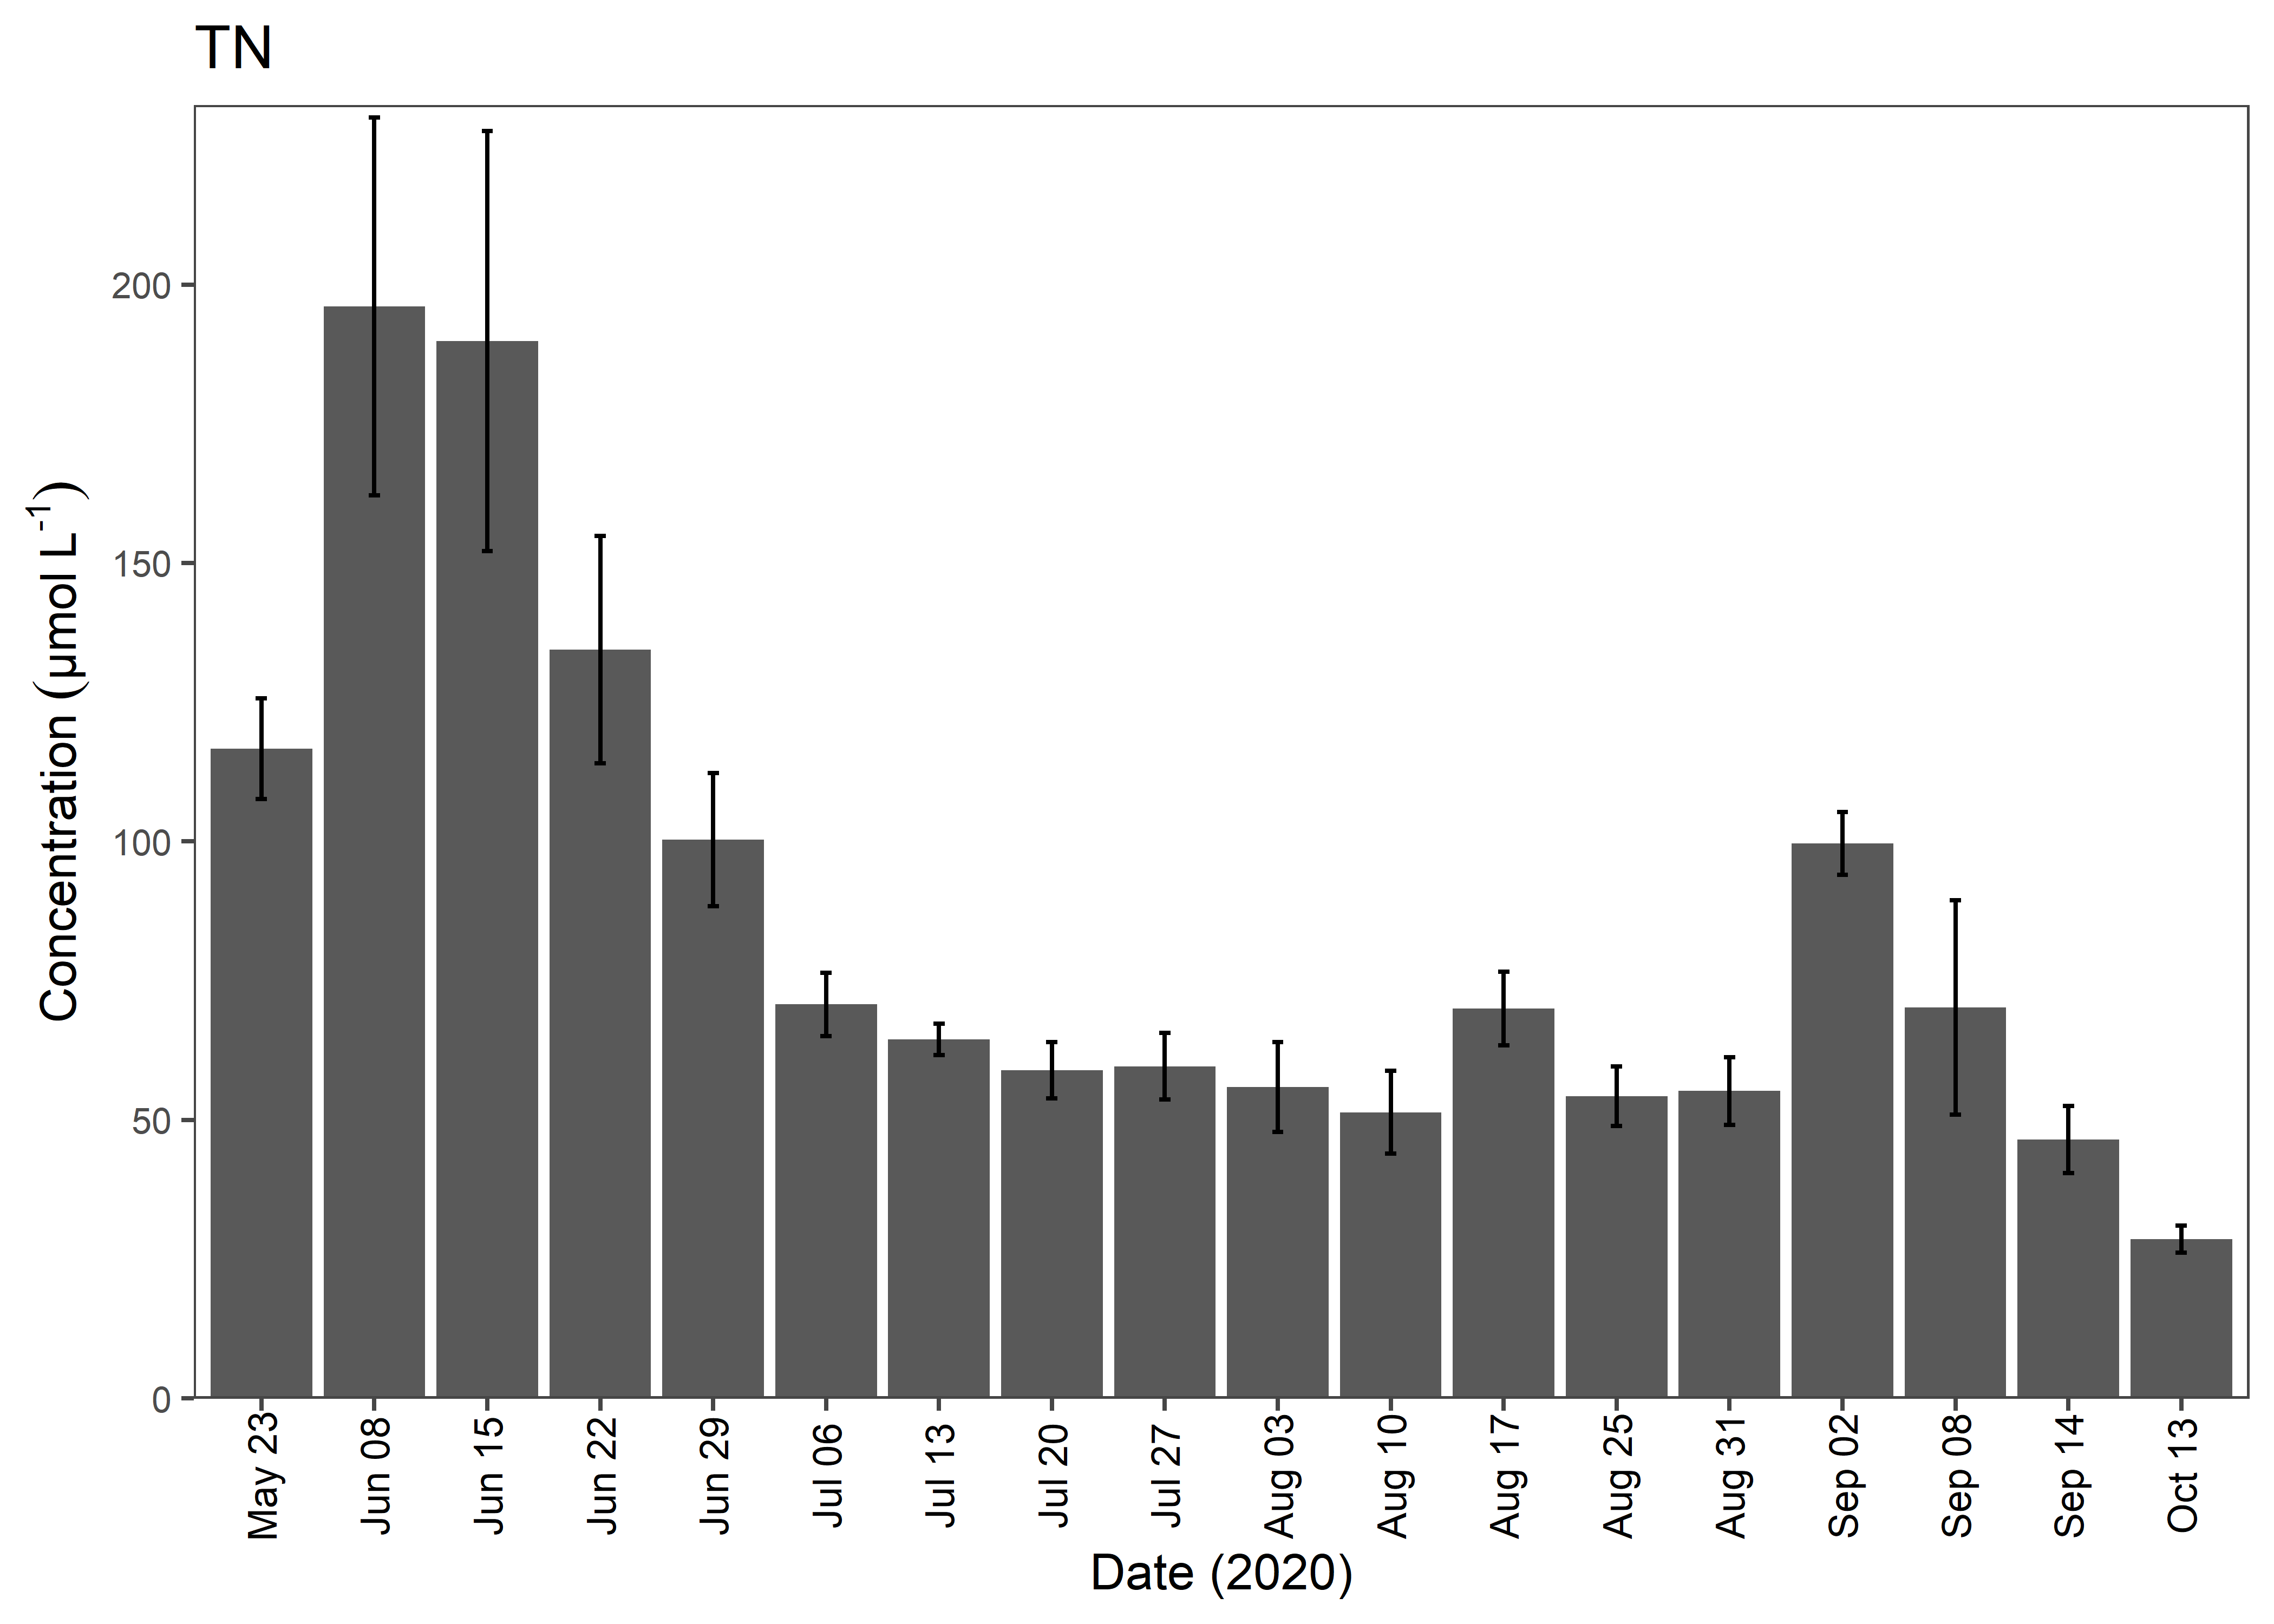 TN
Concentration (µmol L⁻¹)
200
150
100
50
0
May 23
Jun 08
Jun 15
Jun 22
Jun 29
Jul 06
Jul 13
Jul 20
Jul 27
Aug 03
Aug 10
Aug 17
Aug 25
Aug 31
Sep 02
Sep 08
Sep 14
Oct 13
Date (2020)